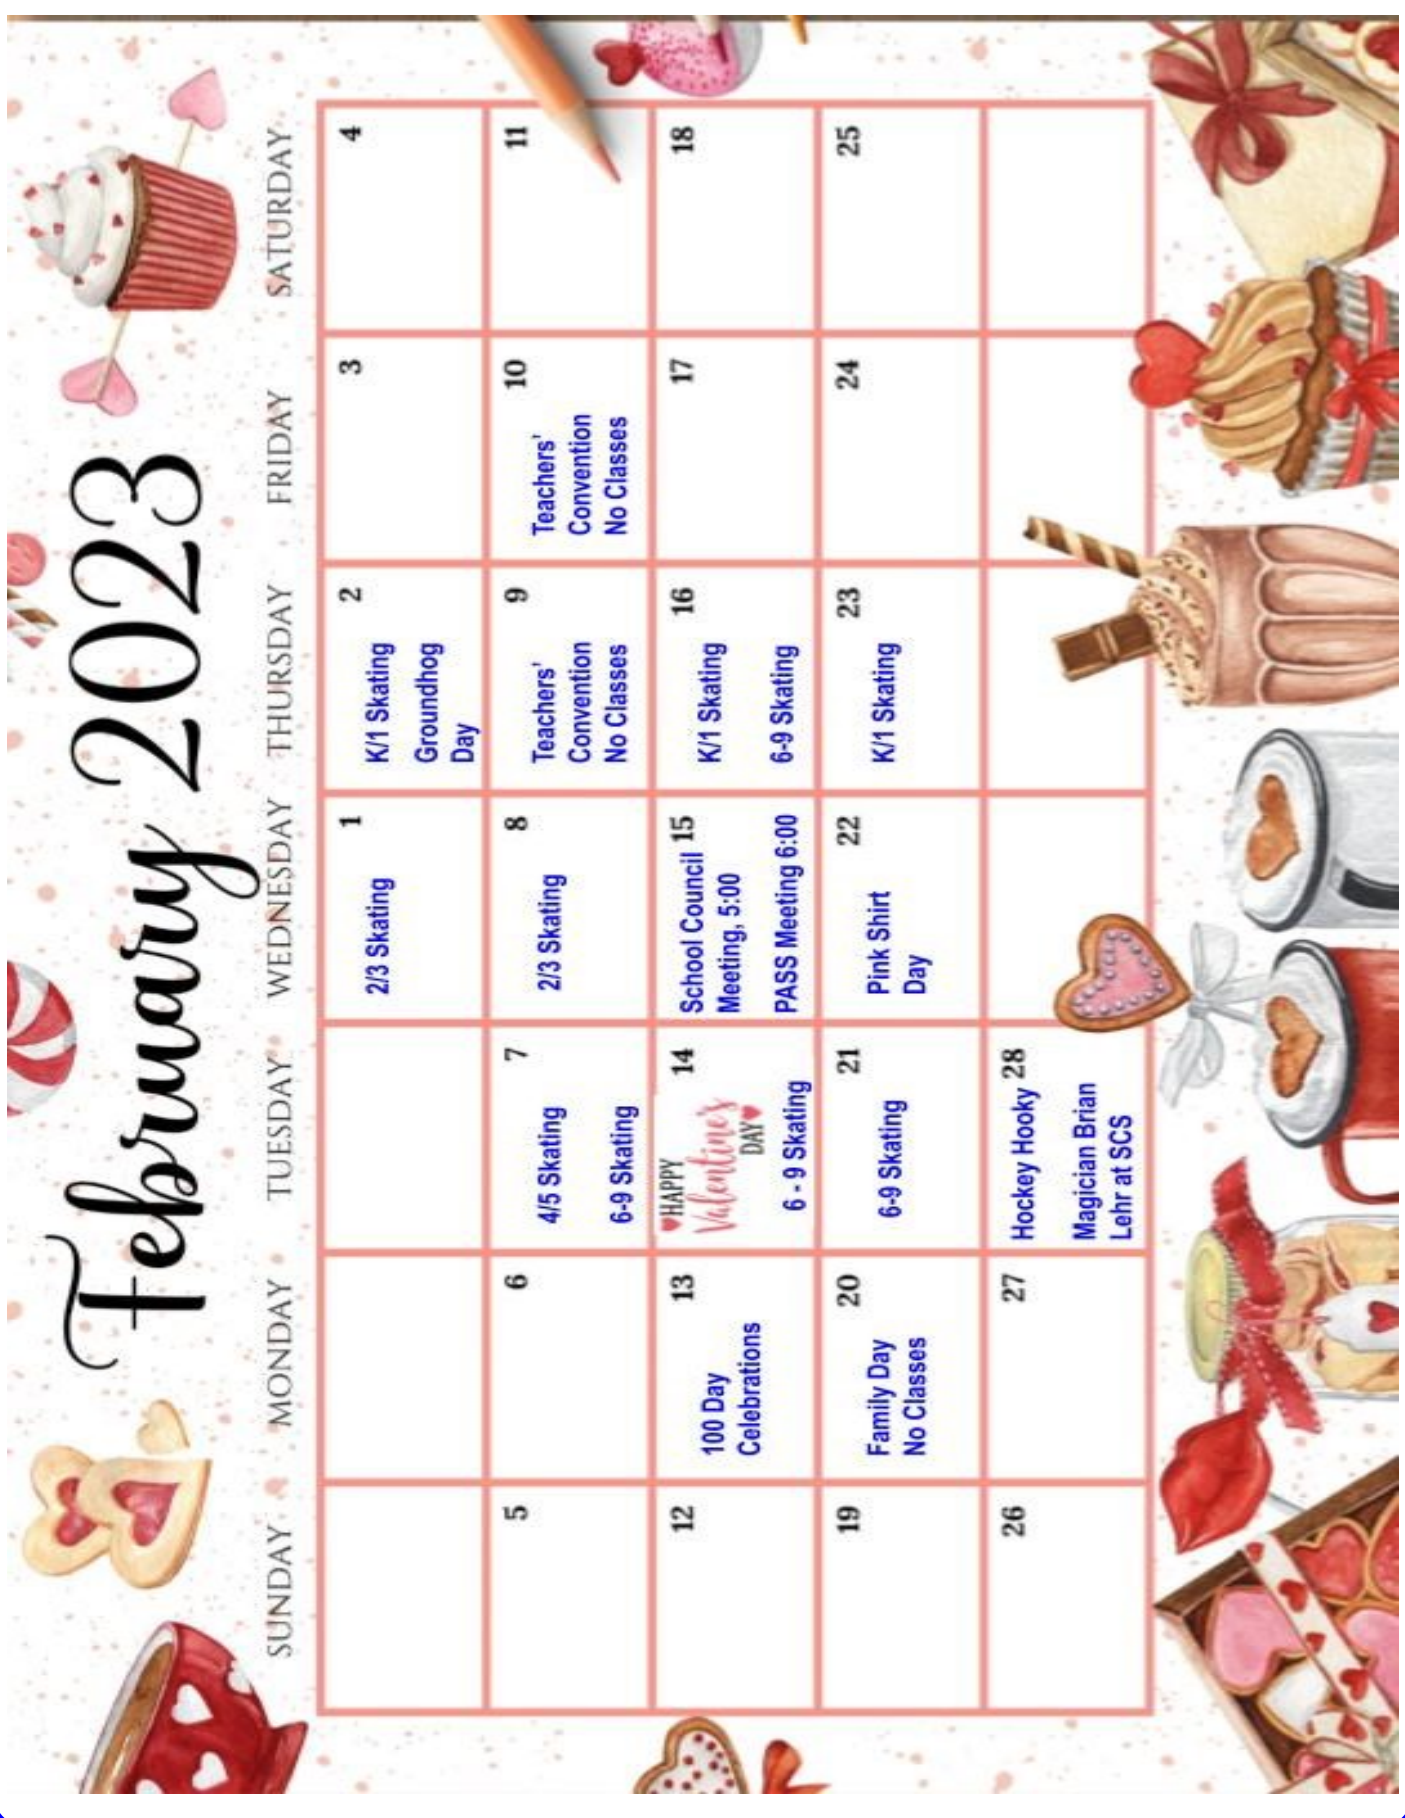 February 2023
SUNDAY MONDAY TUESDAY WEDNESDAY THURSDAY FRIDAY SATURDAY
1
2/3 Skating
2
K/1 Skating
Groundhog
Day
3
4
5
6
7
4/5 Skating
6-9 Skating
8
2/3 Skating
9
Teachers'
Convention
No Classes
10
Teachers'
Convention
No Classes
11
12
13
100 Day
Celebrations
14
HAPPY
Valentine's
DAY
6 - 9 Skating
15
School Council
Meeting, 5:00
PASS Meeting 6:00
16
K/1 Skating
6-9 Skating
17
18
19
20
Family Day
No Classes
21
6-9 Skating
22
Pink Shirt
Day
23
K/1 Skating
24
25
26
27
28
Hockey Hooky
Magician Brian
Lehr at SCS